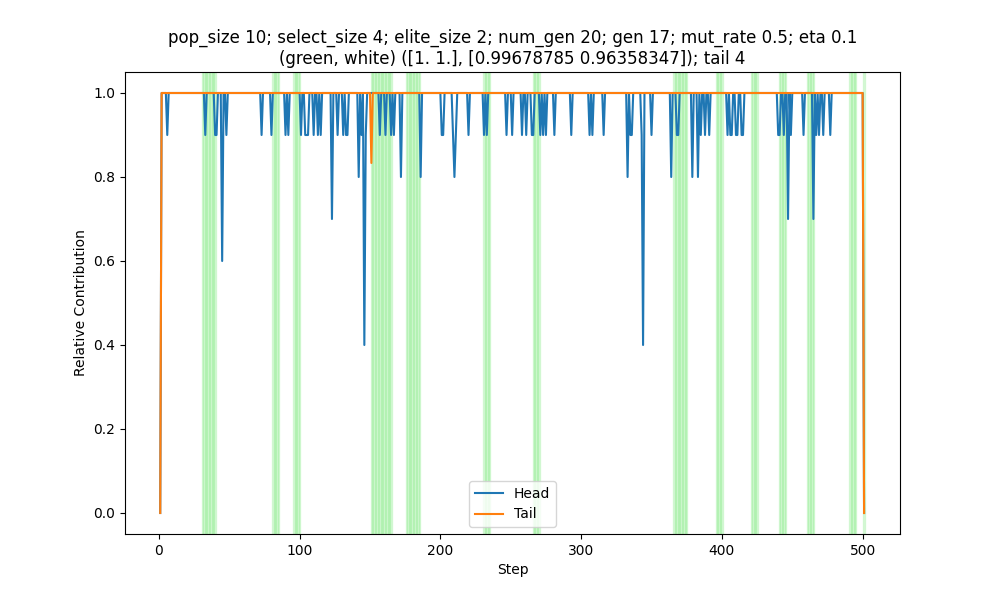 pop_size 10; select_size 4; elite_size 2; num_gen 20; gen 17; mut_rate 0.5; eta 0.1
(green, white) ([1. 1.], [0.99678785 0.96358347]); tail 4
1.0
0.8
0.6
0.4
0.2
0.0
Relative Contribution
Head
Tail
0
100
200
300
400
500
Step